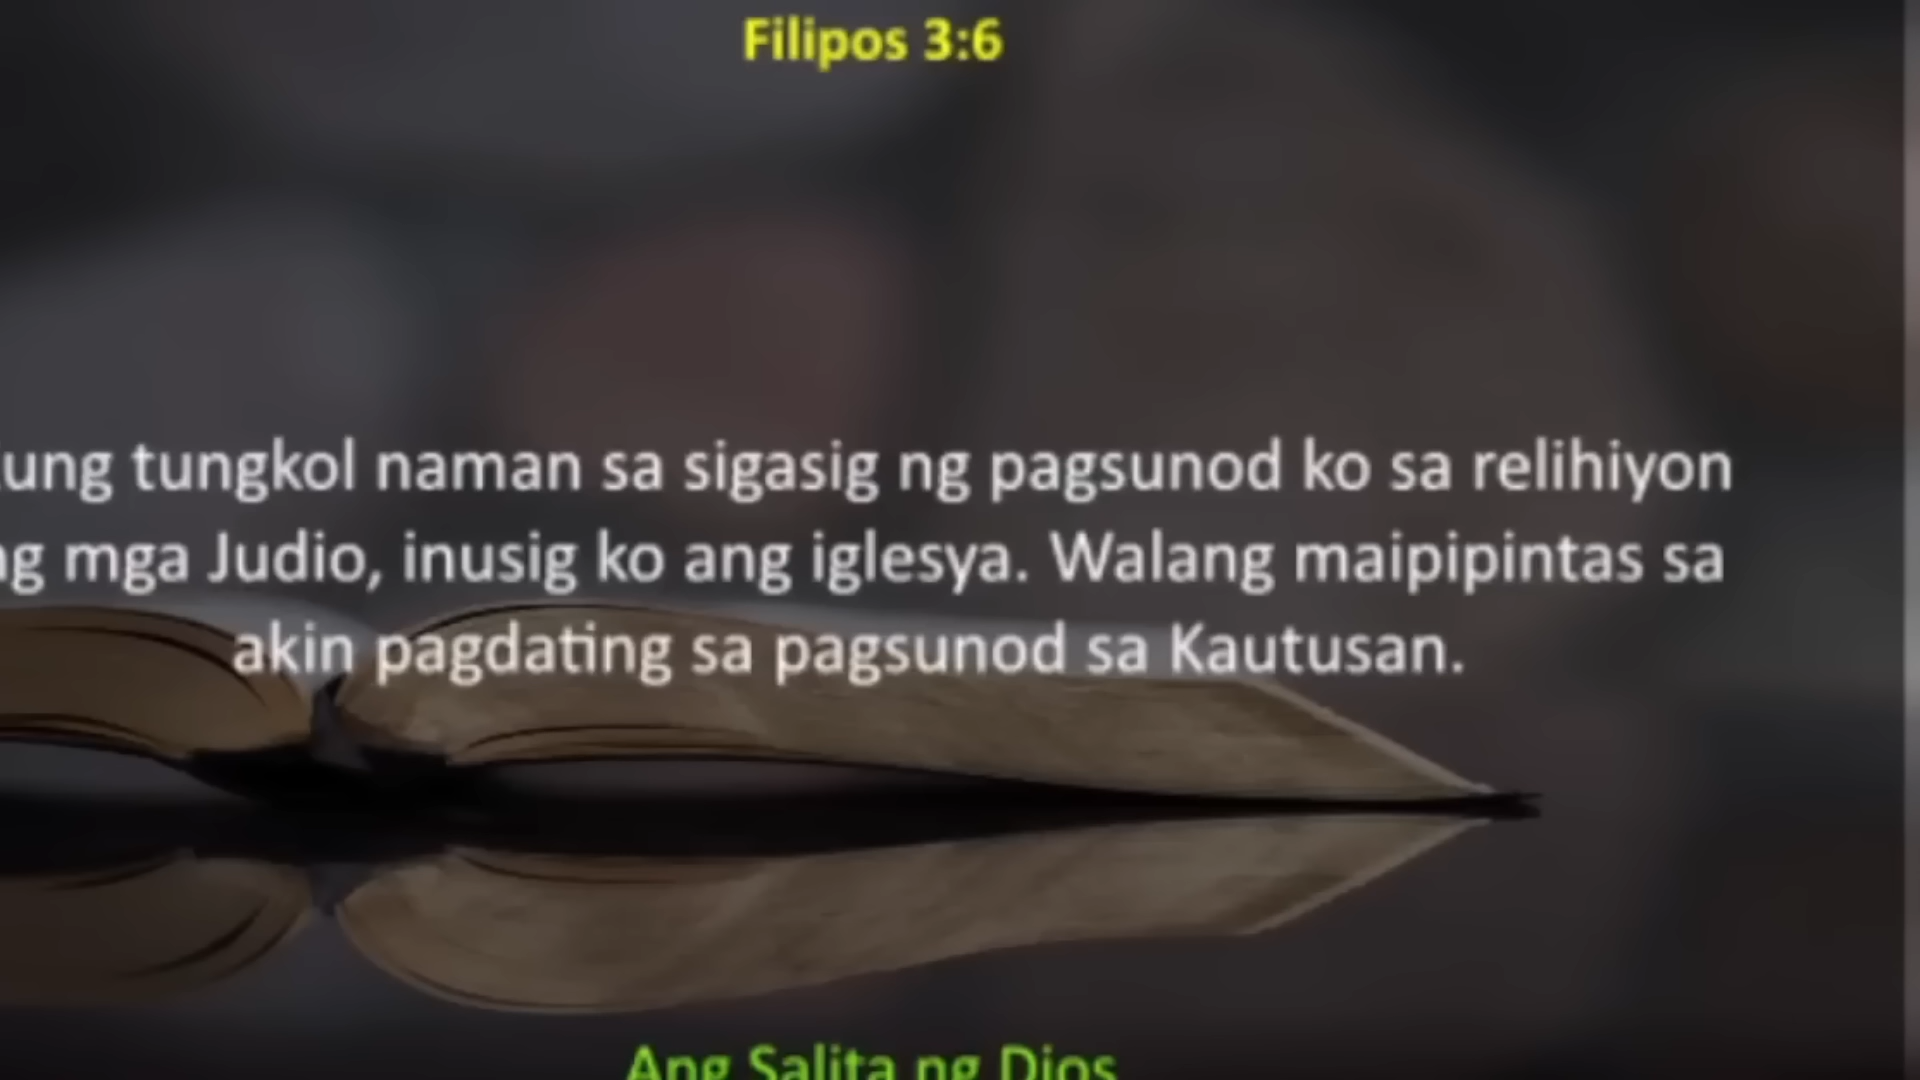 Filipos 3:6
ung tungkol naman sa sigasig ng pagsunod ko sa relihiyon
ng mga Judio, inusig ko ang iglesya. Walang maipipintas sa
akin pagdating sa pagsunod sa Kautusan.
Ang Salita ng Dios